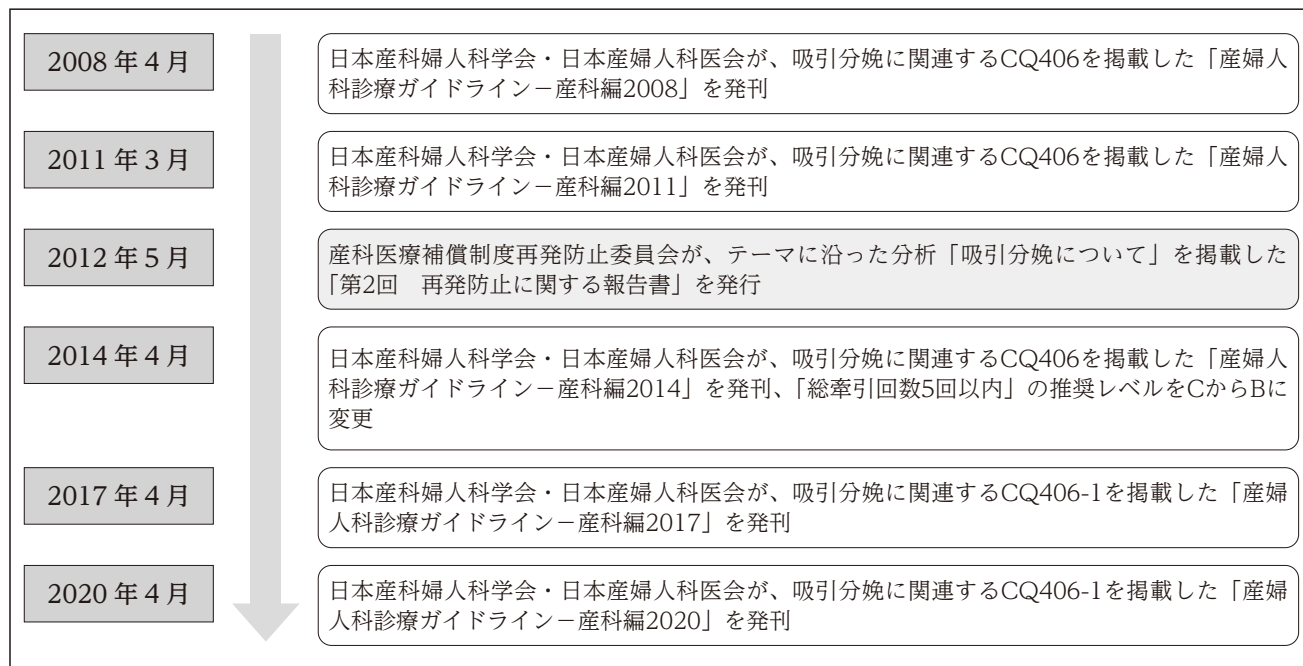 2008年4月
日本産科婦人科学会・日本産婦人科医会が、吸引分娩に関連するCQ406を掲載した「産婦人
科診療ガイドライン－産科編2008」を発刊
2011年3月
日本産科婦人科学会・日本産婦人科医会が、吸引分娩に関連するCQ406を掲載した「産婦人
科診療ガイドライン－産科編2011」を発刊
2012年5月
産科医療補償制度再発防止委員会が、テーマに沿った分析「吸引分娩について」を掲載した
「第2回　再発防止に関する報告書」を発行
2014年4月
日本産科婦人科学会・日本産婦人科医会が、吸引分娩に関連するCQ406を掲載した「産婦人
科診療ガイドライン－産科編2014」を発刊、「総牽引回数5回以内」の推奨レベルをCからBに
変更
2017年4月
日本産科婦人科学会・日本産婦人科医会が、吸引分娩に関連するCQ406-1を掲載した「産婦
人科診療ガイドライン－産科編2017」を発刊
2020年4月
日本産科婦人科学会・日本産婦人科医会が、吸引分娩に関連するCQ406-1を掲載した「産婦
人科診療ガイドライン－産科編2020」を発刊